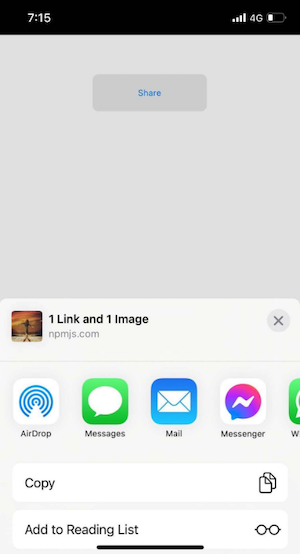 7:15
4G
Share
1 Link and 1 Image
npmjs.com
AirDrop
Messages
Mail
Messenger
Copy
Add to Reading List